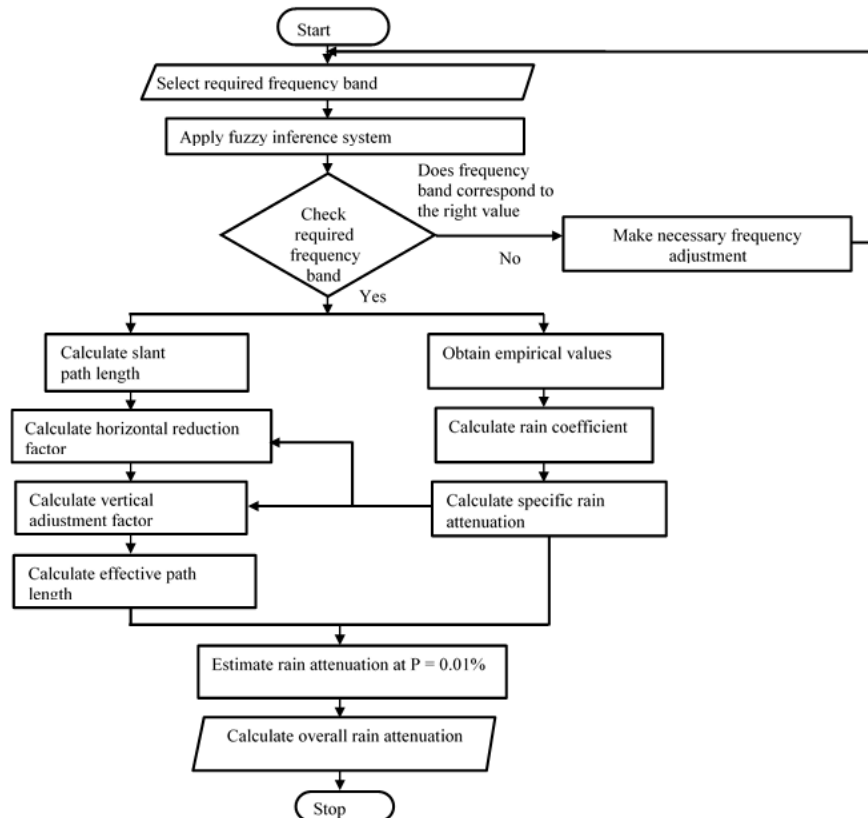 Start
Select required frequency band
Apply fuzzy inference system
Does frequency
band correspond to
the right value
Check
required
frequency
band
No
Make necessary frequency
adjustment
Yes
Calculate slant
path length
Obtain empirical values
Calculate horizontal reduction
factor
Calculate rain coefficient
Calculate vertical
adjustment factor
Calculate specific rain
attenuation
Calculate effective path
length
Estimate rain attenuation at P = 0.01%
Calculate overall rain attenuation
Stop